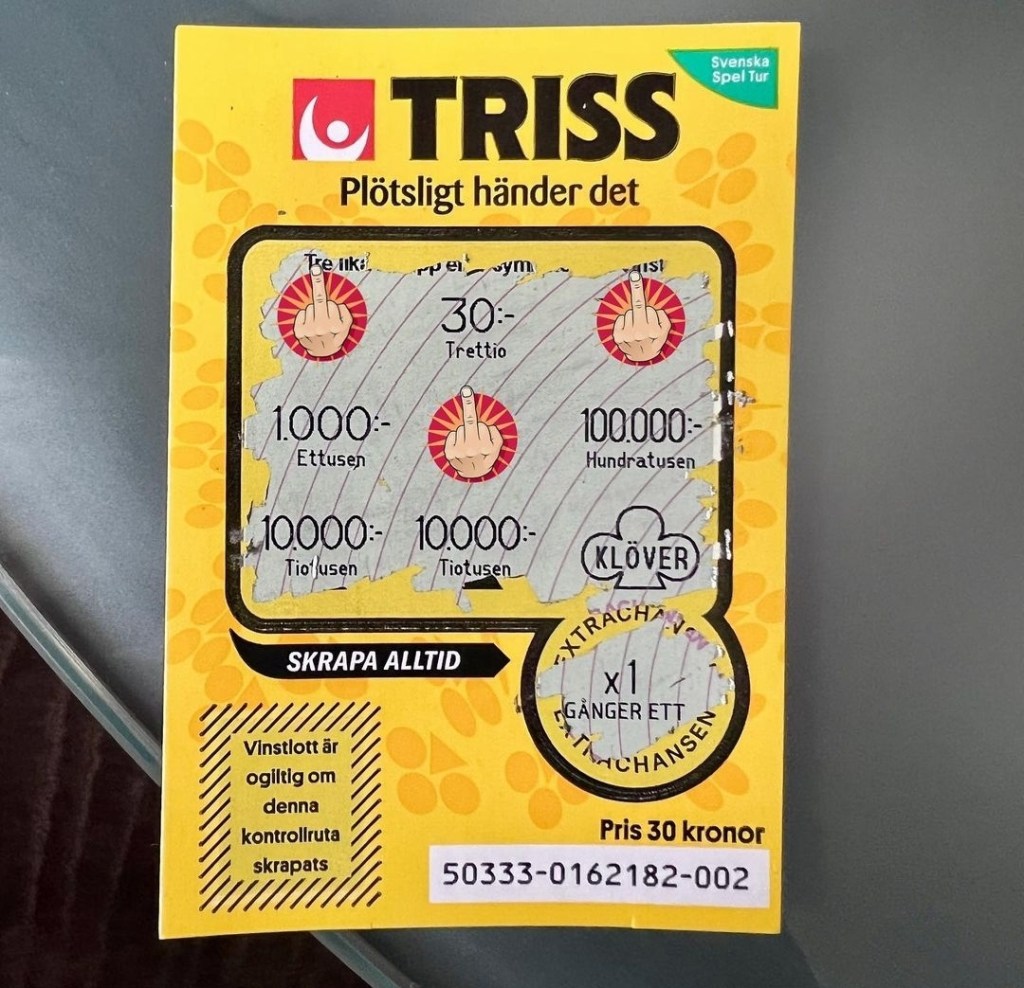 Svenska
Spel Tur
TRISS
Plötsligt händer det
30:-
Trettio
1.000:-
Ettusen
100.000:-
Hundratusen
10.000:-
Tiotusen
10.000:-
Tiotusen
KLÖVER
EXTRACHAN
x1
GÅNGER ETT
EXTRACHANSEN
SKRAPA ALLTID
Vinstlott är
ogiltig om
denna
kontrollruta
skrapats
Pris 30 kronor
50333-0162182-002